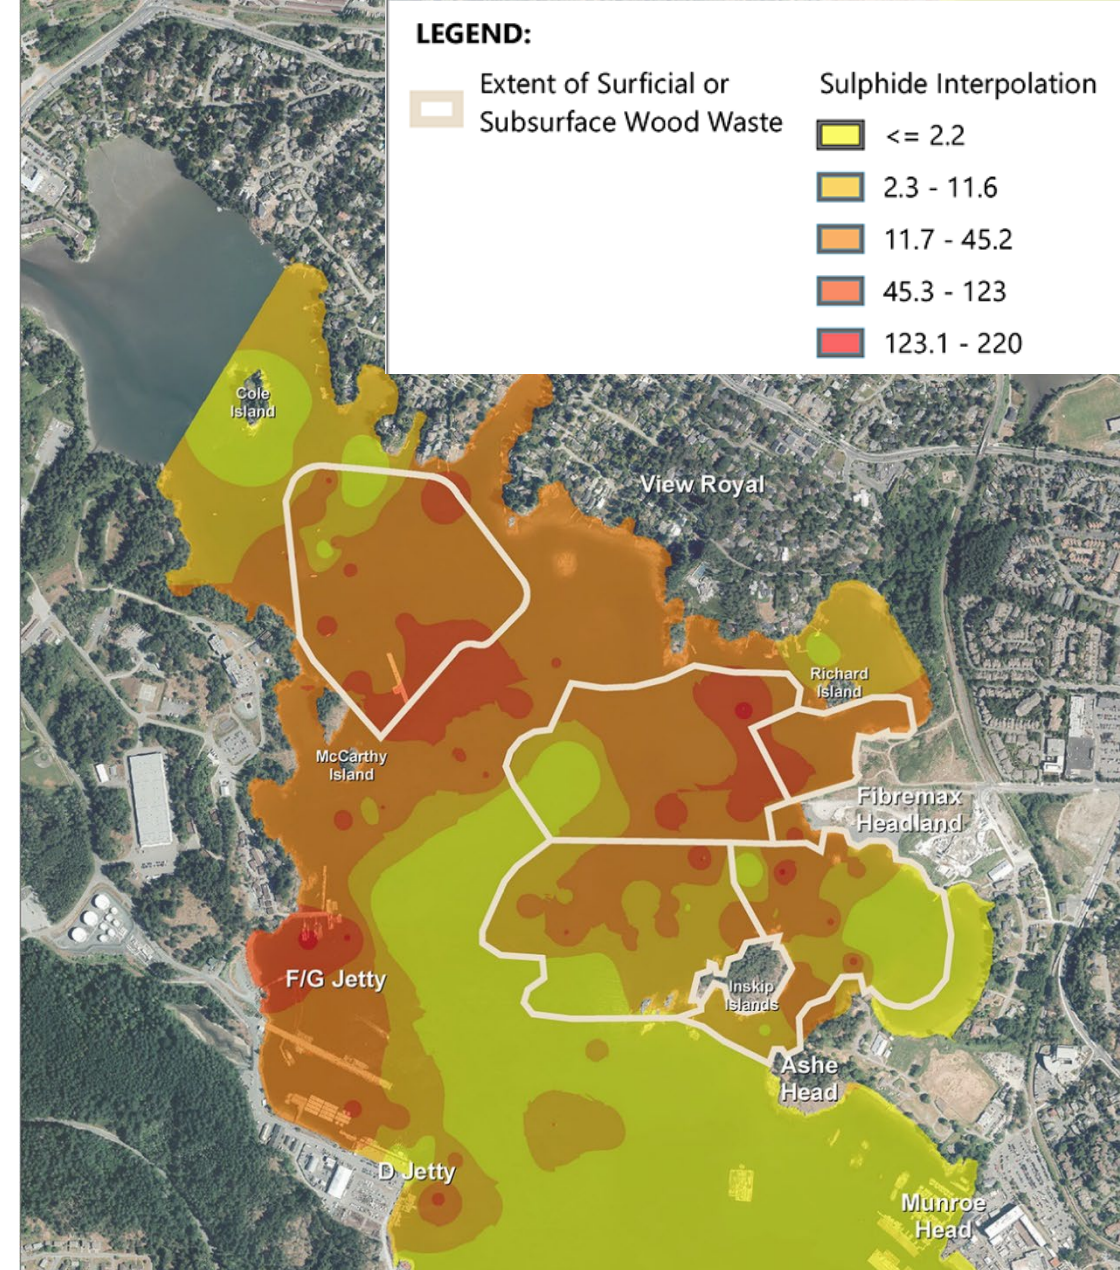 LEGEND:
Extent of Surficial or
Subsurface Wood Waste
Sulphide Interpolation
<= 2.2
2.3 - 11.6
11.7 - 45.2
45.3 - 123
123.1 - 220
Cole
Island
View Royal
Richard
Island
McCarthy
Island
Fibremax
Headland
F/G Jetty
Inskip
Islands
Ashe
Head
D Jetty
Munroe
Head